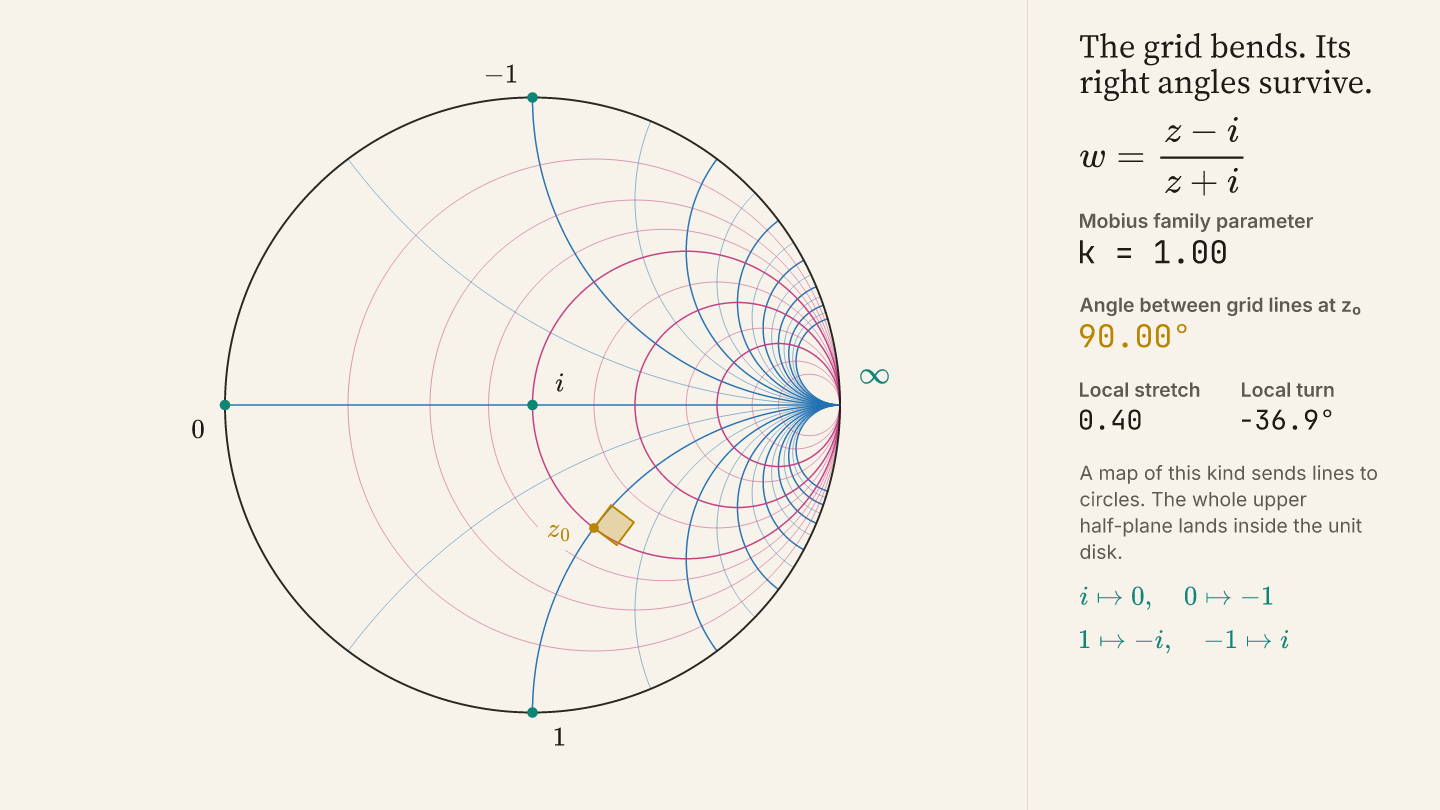 −1
i
∞
0
z₀
1
The grid bends. Its
right angles survive.
w = (z − i)/(z + i)
Mobius family parameter
k = 1.00
Angle between grid lines at z₀
90.00°
Local stretch Local turn
0.40 -36.9°
A map of this kind sends lines to
circles. The whole upper
half-plane lands inside the unit
disk.
i ↦ 0, 0 ↦ −1
1 ↦ −i, −1 ↦ i